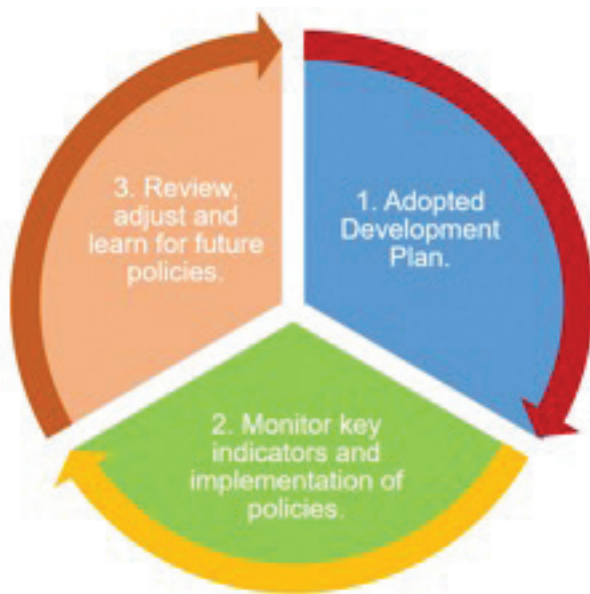 1. Adopted
Development
Plan.
2. Monitor key
indicators and
implementation of
policies.
3. Review,
adjust and
learn for future
policies.